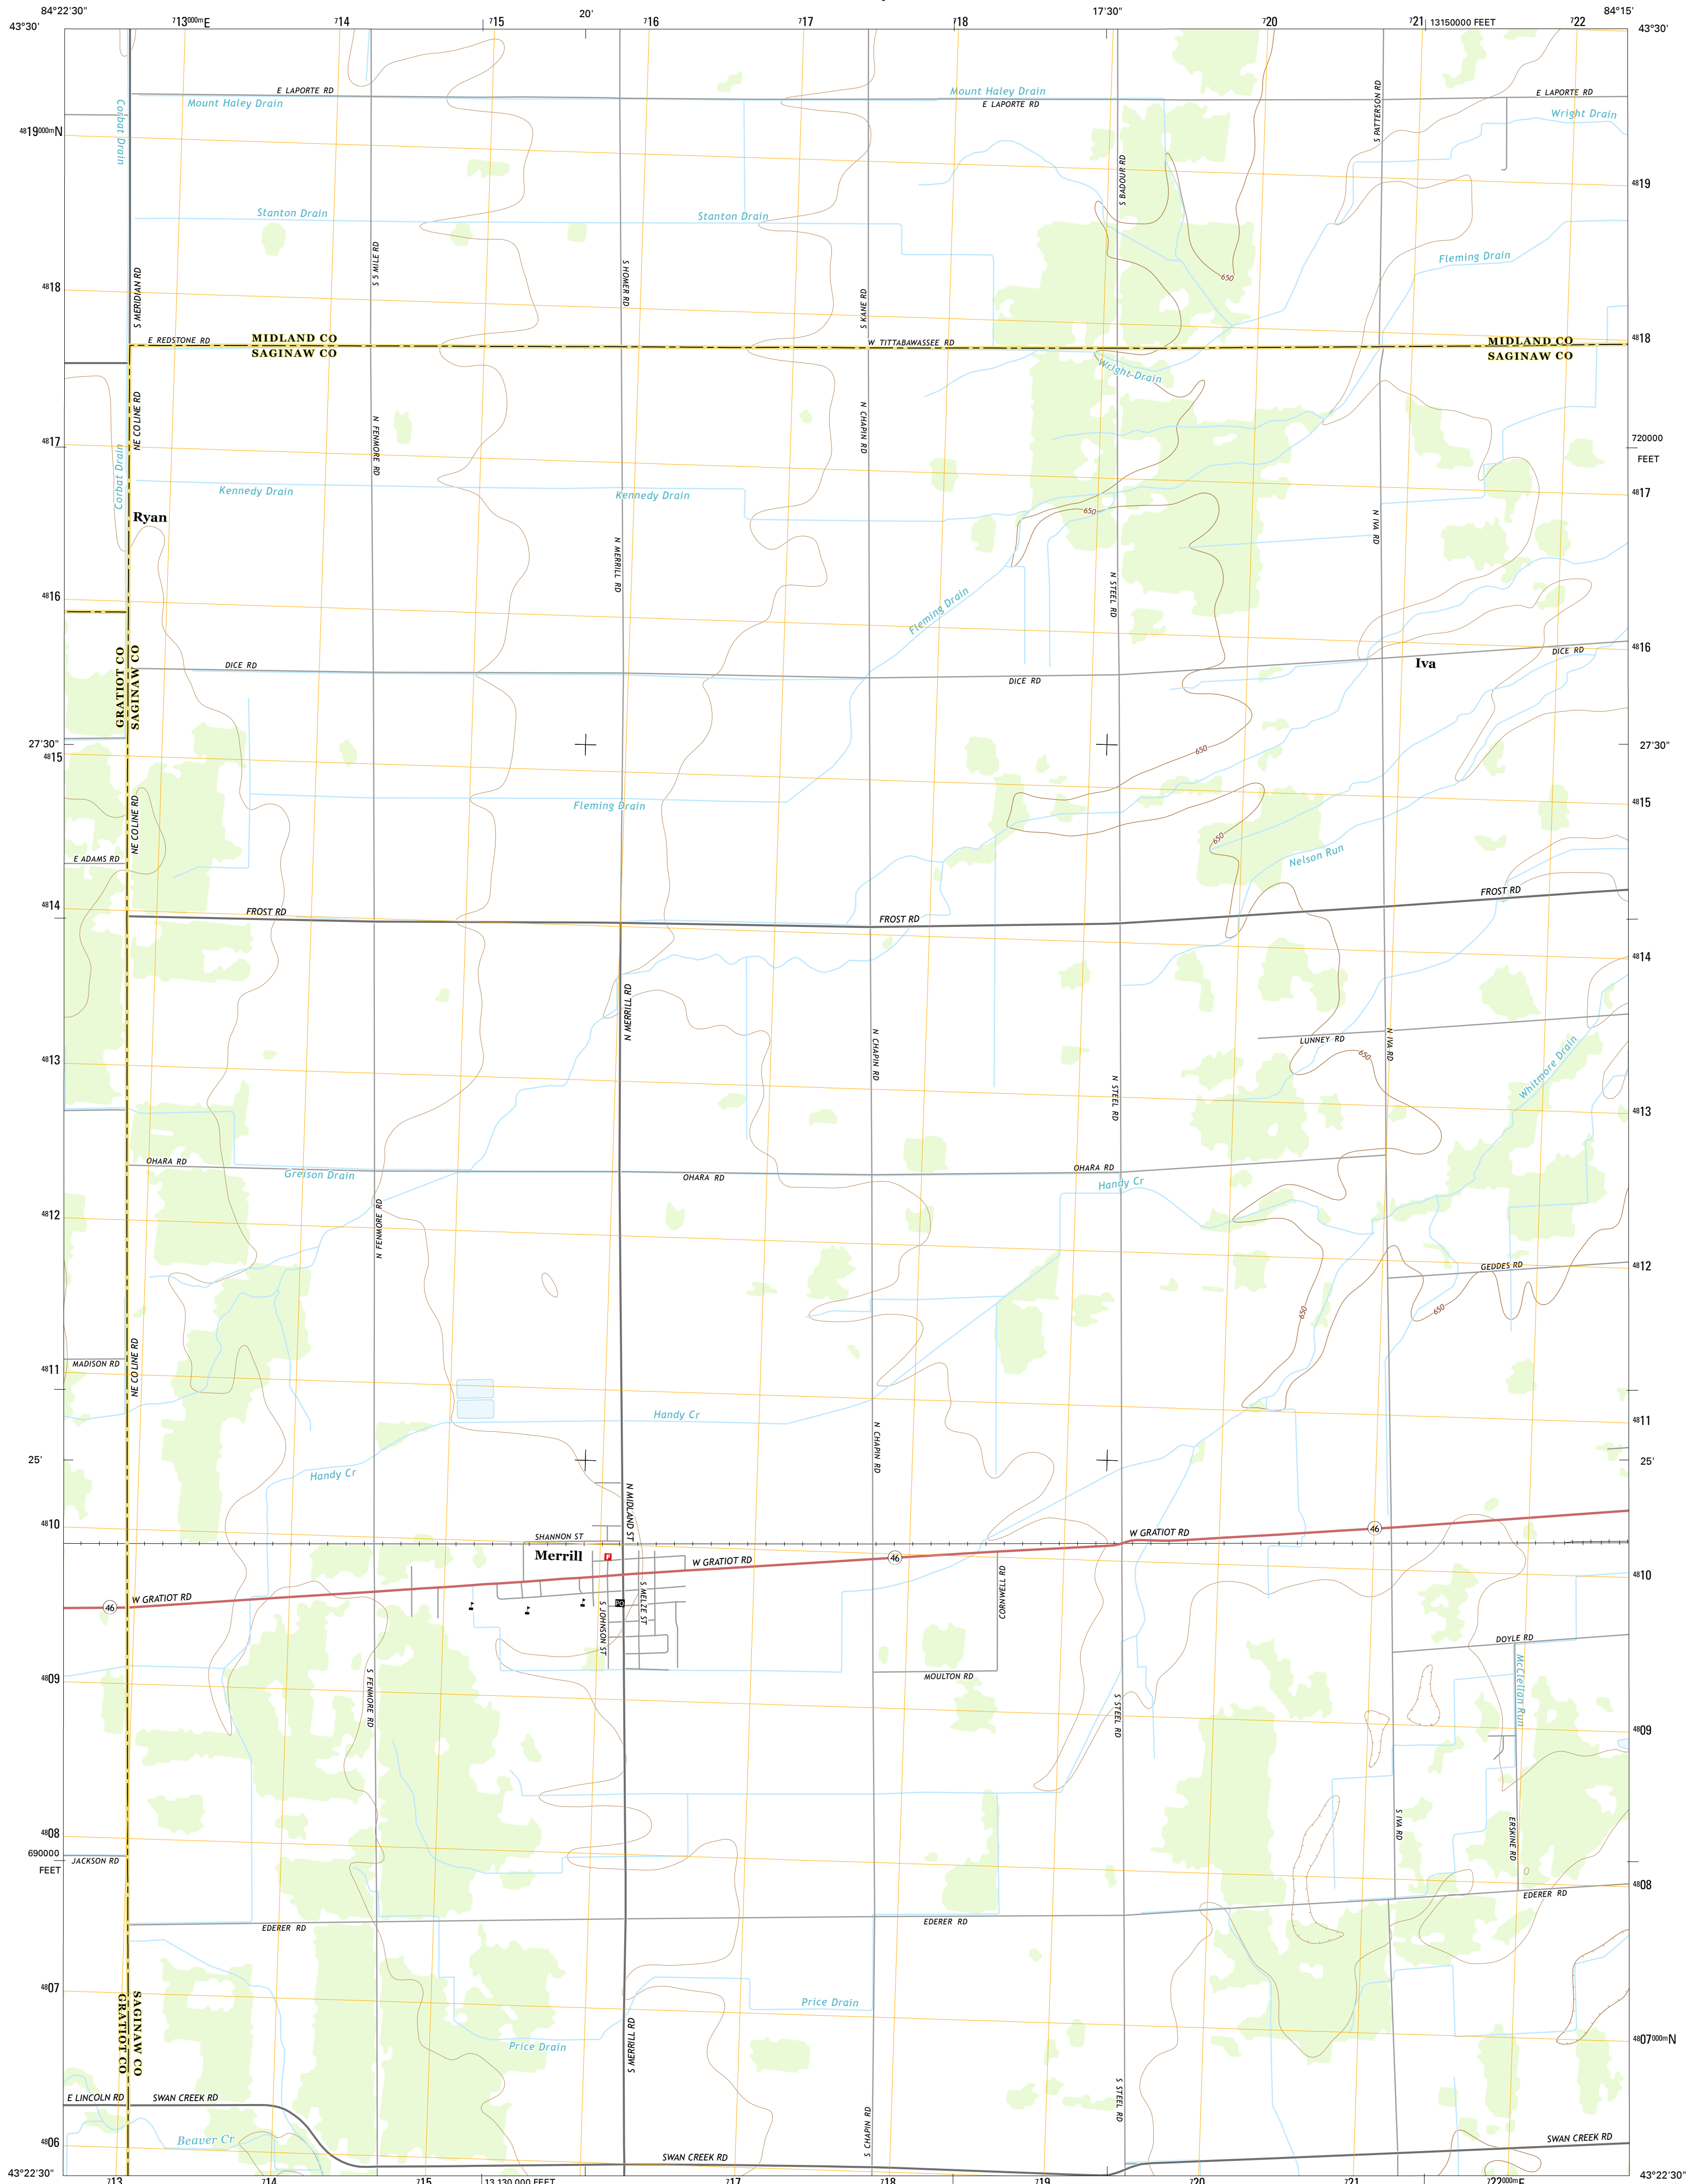 84°22'30"
⁷13⁰⁰⁰ᵐE
⁷14
⁷15
20'
⁷16
⁷17
⁷18
17'30"
⁷20
⁷21
13150000 FEET
⁷22
84°15'
43°30'
43°30'
E LAPORTE RD
Mount Haley Drain
Mount Haley Drain
E LAPORTE RD
E LAPORTE RD
Wright Drain
Corbat Drain
S PATTERSON RD
⁴⁸19⁰⁰⁰ᵐN
S BADOUR RD
⁴⁸19
Stanton Drain
Stanton Drain
S MERIDIAN RD
S 5 MILE RD
S HOMER RD
S KANE RD
650
Fleming Drain
⁴⁸18
E REDSTONE RD
MIDLAND CO
SAGINAW CO
W TITTABAWASSEE RD
MIDLAND CO
SAGINAW CO
⁴⁸18
Wright Drain
NE COLINE RD
N FENMORE RD
N CHAPIN RD
⁴⁸17
720000
FEET
Corbat Drain
Kennedy Drain
Kennedy Drain
⁴⁸17
Ryan
650
N IVA RD
N MERRILL RD
N STEEL RD
⁴⁸16
Fleming Drain
GRATIOT CO
SAGINAW CO
DICE RD
DICE RD
Iva
DICE RD
⁴⁸16
27'30"
650
27'30"
⁴⁸15
NE COLINE RD
Fleming Drain
⁴⁸15
650
Nelson Run
E ADAMS RD
FROST RD
⁴⁸14
FROST RD
FROST RD
⁴⁸14
N MERRILL RD
N CHAPIN RD
LUNNEY RD
N IVA RD
650
Whitmore Drain
⁴⁸13
N STEEL RD
⁴⁸13
OHARA RD
Greison Drain
OHARA RD
OHARA RD
Handy Cr
N FENMORE RD
⁴⁸12
⁴⁸12
GEDDES RD
650
650
NE COLINE RD
MADISON RD
⁴⁸11
Handy Cr
N CHAPIN RD
⁴⁸11
25'
Handy Cr
25'
N MIDLAND ST
⁴⁸10
SHANNON ST
W GRATIOT RD
46
Merrill
F
W GRATIOT RD
46
⁴⁸10
46
W GRATIOT RD
PO
S JOHNSON ST
S MELZE ST
CORNWELL RD
DOYLE RD
MOULTON RD
McClellan Run
⁴⁸09
S FENMORE RD
S STEEL RD
⁴⁸09
S IVA RD
ERSKINE RD
⁴⁸08
690000
FEET
JACKSON RD
⁴⁸08
EDERER RD
EDERER RD
EDERER RD
⁴⁸07
SAGINAW CO
GRATIOT CO
Price Drain
Price Drain
S MERRILL RD
⁴⁸07⁰⁰⁰ᵐN
E LINCOLN RD
SWAN CREEK RD
S STEEL RD
S CHAPIN RD
⁴⁸06
Beaver Cr
SWAN CREEK RD
SWAN CREEK RD
43°22'30"
43°22'30"
⁷13
⁷14
⁷15
13 130 000 FEET
⁷17
⁷18
⁷19
⁷20
⁷21
⁷22⁰⁰⁰ᵐE